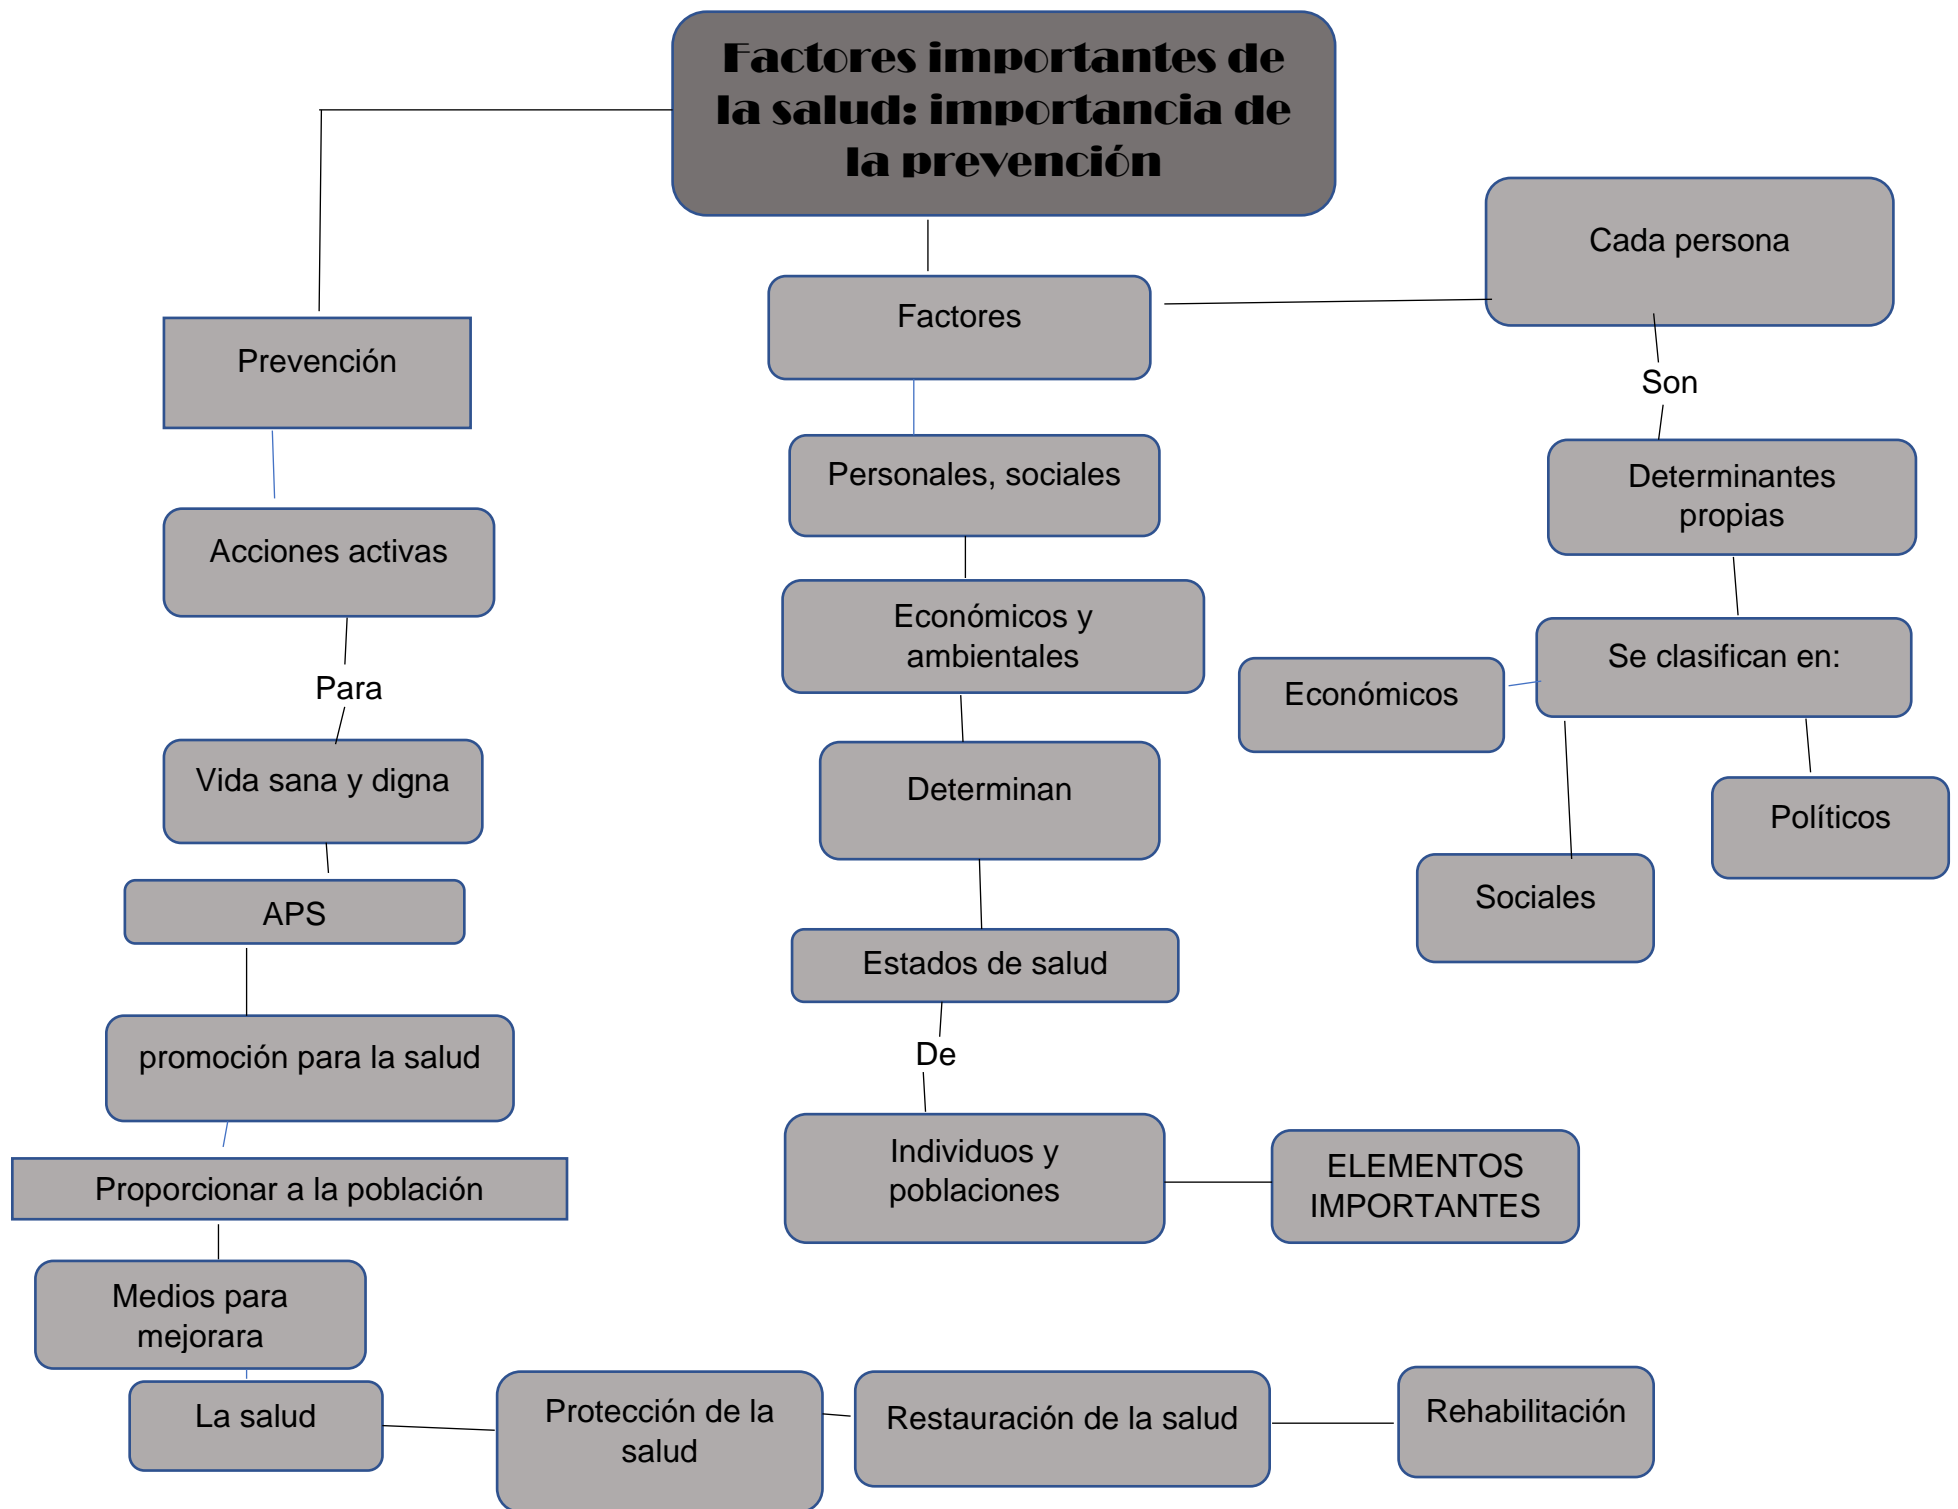 Factores importantes de
la salud: importancia de
la prevención
Cada persona
Factores
Prevención
Son
Personales, sociales
Determinantes
propias
Acciones activas
Económicos y
ambientales
Se clasifican en:
Para
Económicos
Vida sana y digna
Determinan
Políticos
APS
Sociales
Estados de salud
promoción para la salud
De
Individuos y
poblaciones
ELEMENTOS
IMPORTANTES
Proporcionar a la población
Medios para
mejorara
La salud
Protección de la
salud
Restauración de la salud
Rehabilitación